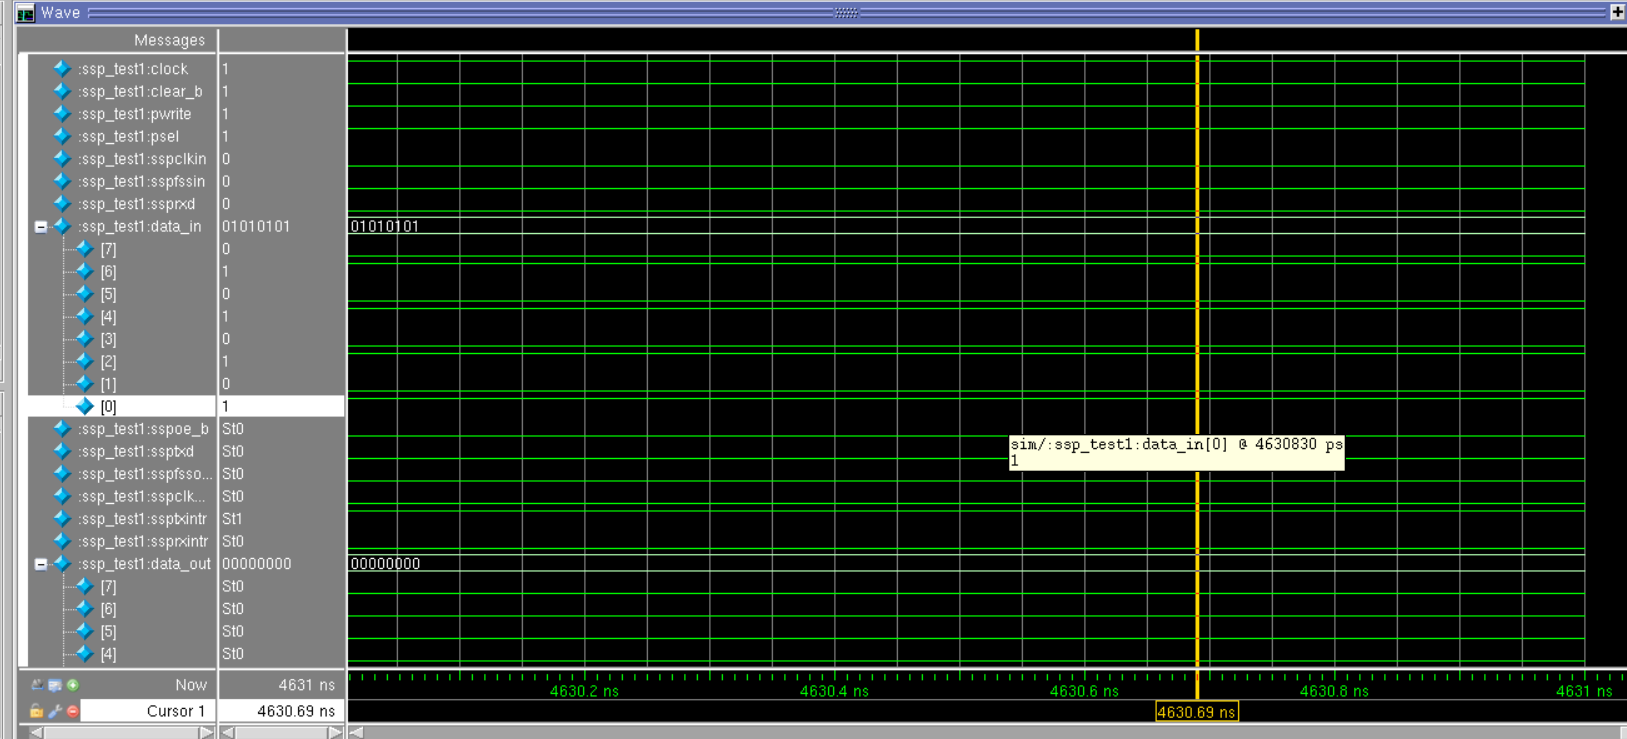 Wave
Messages
:ssp_test1:clock 1
:ssp_test1:clear_b 1
:ssp_test1:pwrite 1
:ssp_test1:psel 1
:ssp_test1:sspclkin 0
:ssp_test1:sspfssin 0
:ssp_test1:ssprxd 0
:ssp_test1:data_in 01010101 01010101
[7] 0
[6] 1
[5] 0
[4] 1
[3] 0
[2] 1
[1] 0
[0] 1
:ssp_test1:sspoe_b St0
sim/:ssp_test1:data_in[0] @ 4630830 ps
1
:ssp_test1:ssptxd St0
:ssp_test1:sspfsso... St0
:ssp_test1:sspclk... St0
:ssp_test1:ssptxintr St1
:ssp_test1:ssprxintr St0
:ssp_test1:data_out 00000000 00000000
[7] St0
[6] St0
[5] St0
[4] St0
Now 4631 ns
4630.2 ns 4630.4 ns 4630.6 ns 4630.8 ns 4631 ns
Cursor 1 4630.69 ns 4630.69 ns